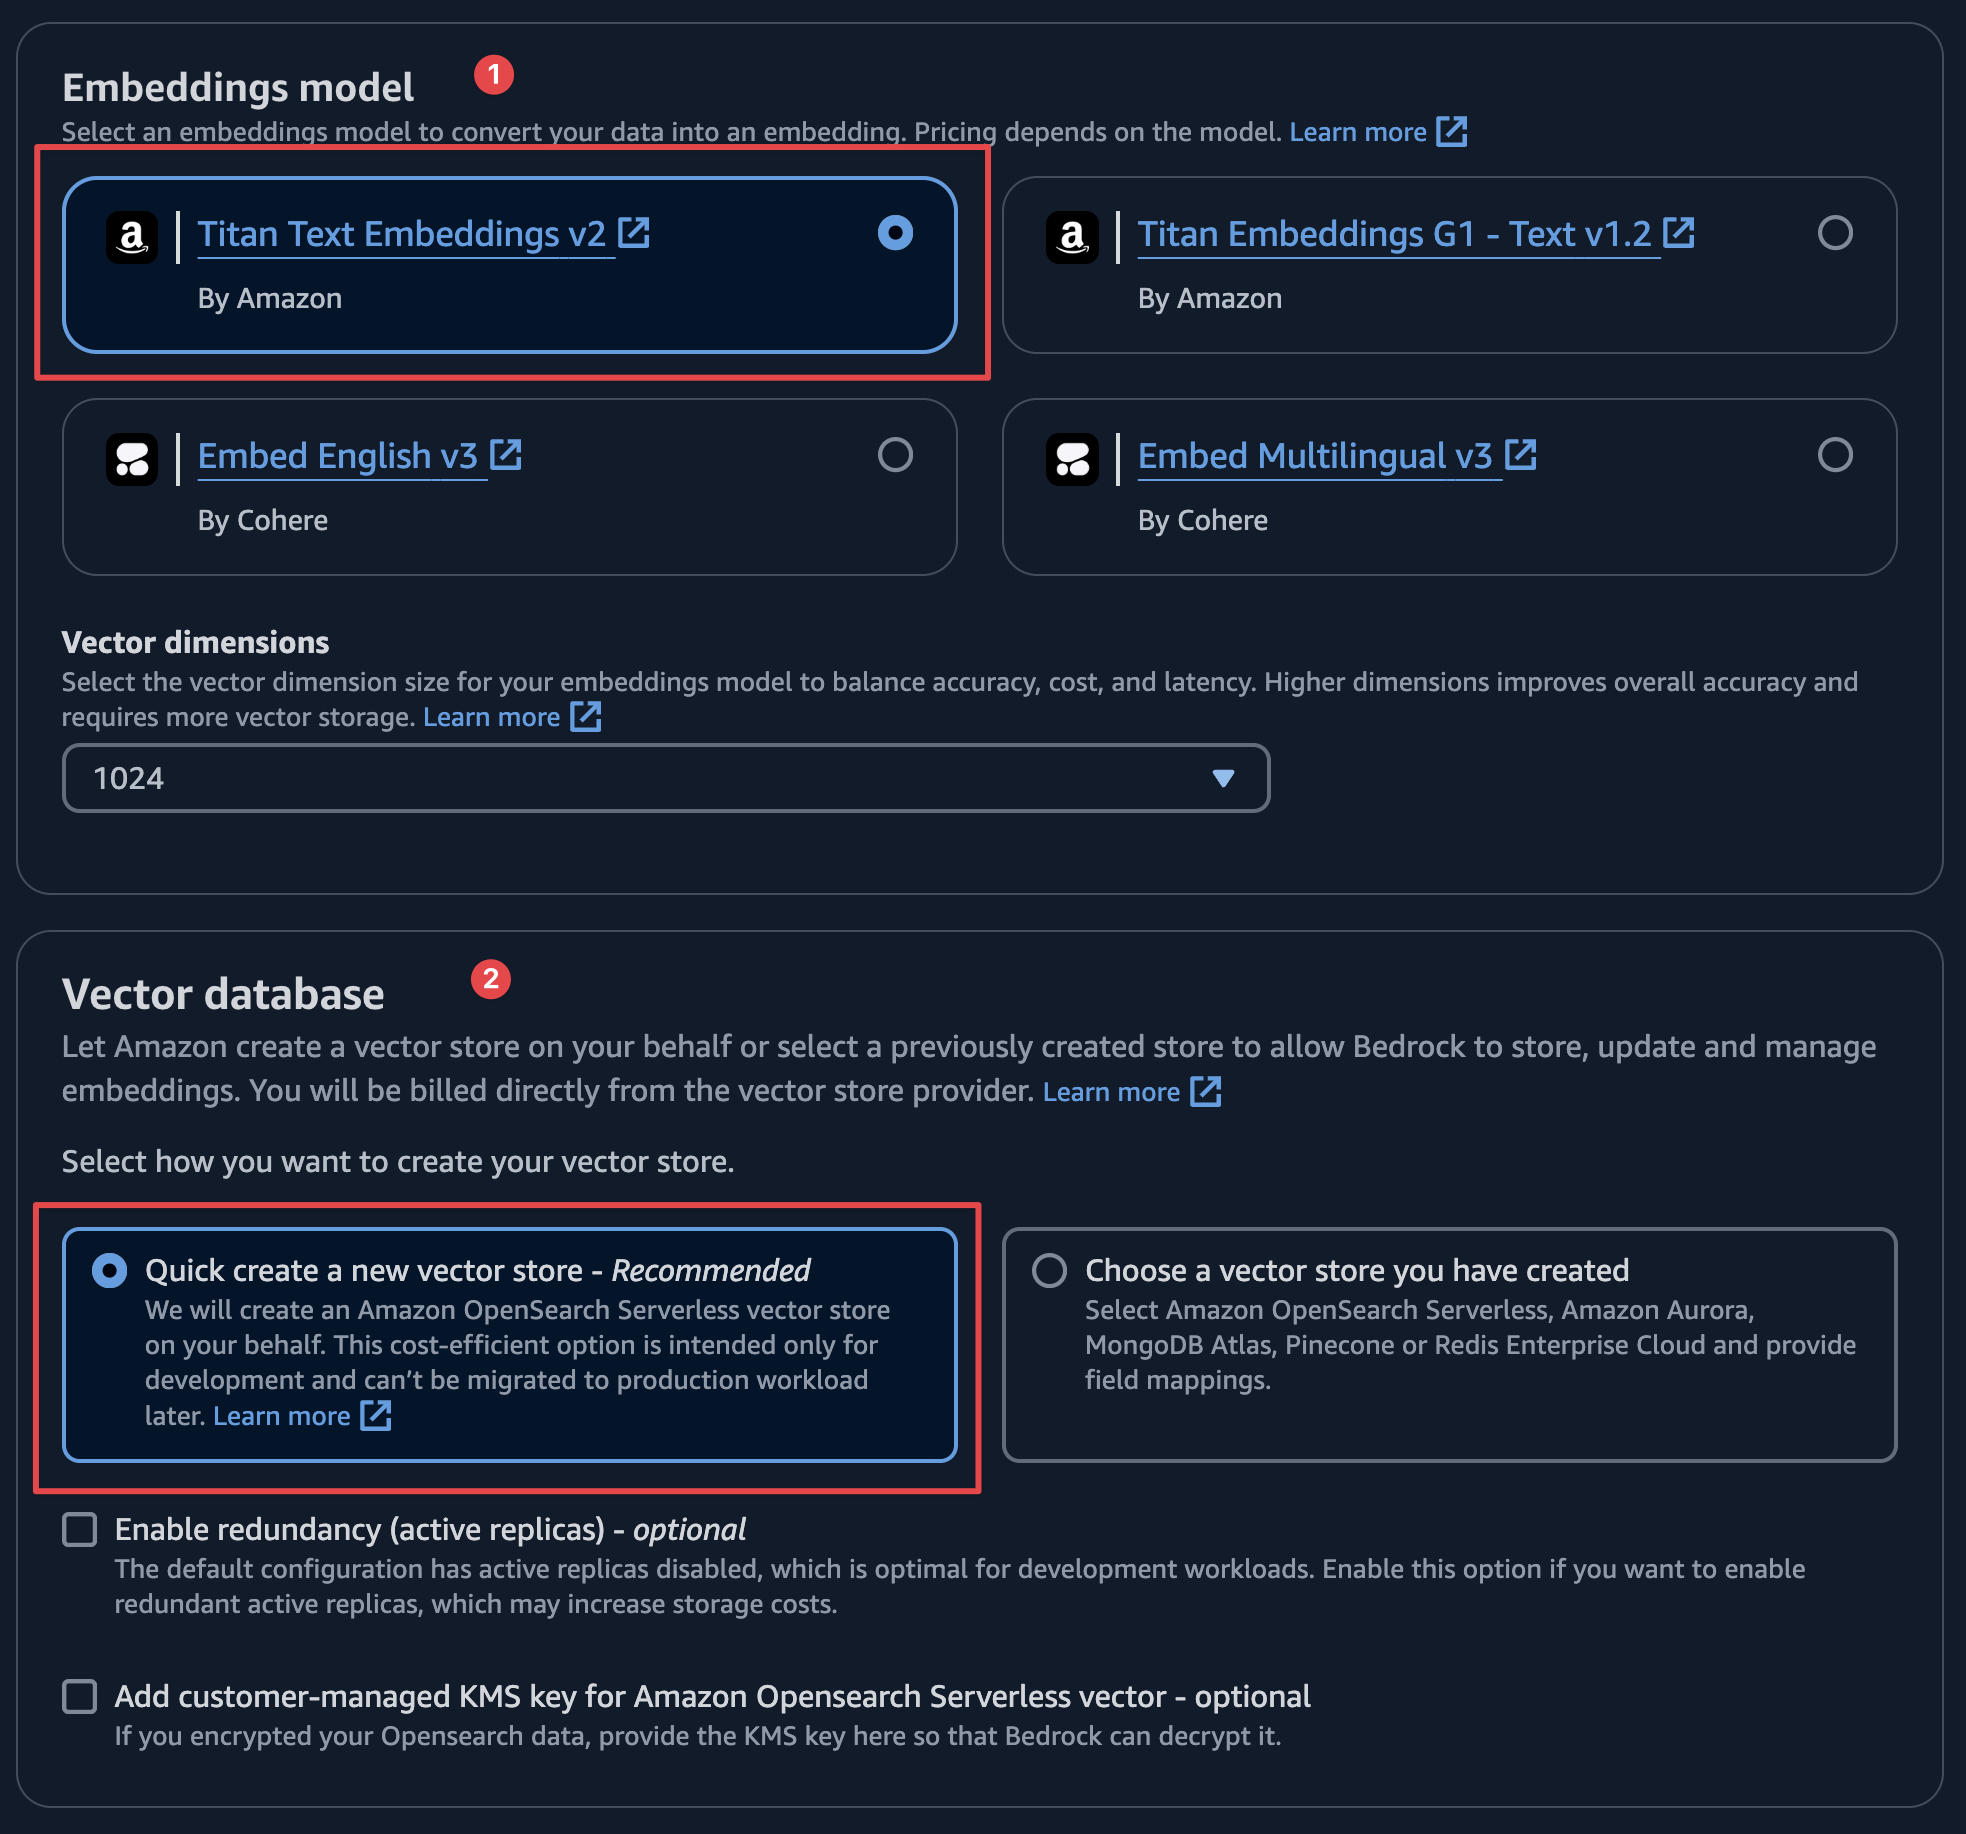 Embeddings model
1
Select an embeddings model to convert your data into an embedding. Pricing depends on the model. Learn more
Titan Text Embeddings v2
By Amazon
Titan Embeddings G1 - Text v1.2
By Amazon
Embed English v3
By Cohere
Embed Multilingual v3
By Cohere
Vector dimensions
Select the vector dimension size for your embeddings model to balance accuracy, cost, and latency. Higher dimensions improves overall accuracy and
requires more vector storage. Learn more
1024
Vector database
2
Let Amazon create a vector store on your behalf or select a previously created store to allow Bedrock to store, update and manage
embeddings. You will be billed directly from the vector store provider. Learn more
Select how you want to create your vector store.
Quick create a new vector store - Recommended
We will create an Amazon OpenSearch Serverless vector store
on your behalf. This cost-efficient option is intended only for
development and can’t be migrated to production workload
later. Learn more
Choose a vector store you have created
Select Amazon OpenSearch Serverless, Amazon Aurora,
MongoDB Atlas, Pinecone or Redis Enterprise Cloud and provide
field mappings.
Enable redundancy (active replicas) - optional
The default configuration has active replicas disabled, which is optimal for development workloads. Enable this option if you want to enable
redundant active replicas, which may increase storage costs.
Add customer-managed KMS key for Amazon Opensearch Serverless vector - optional
If you encrypted your Opensearch data, provide the KMS key here so that Bedrock can decrypt it.